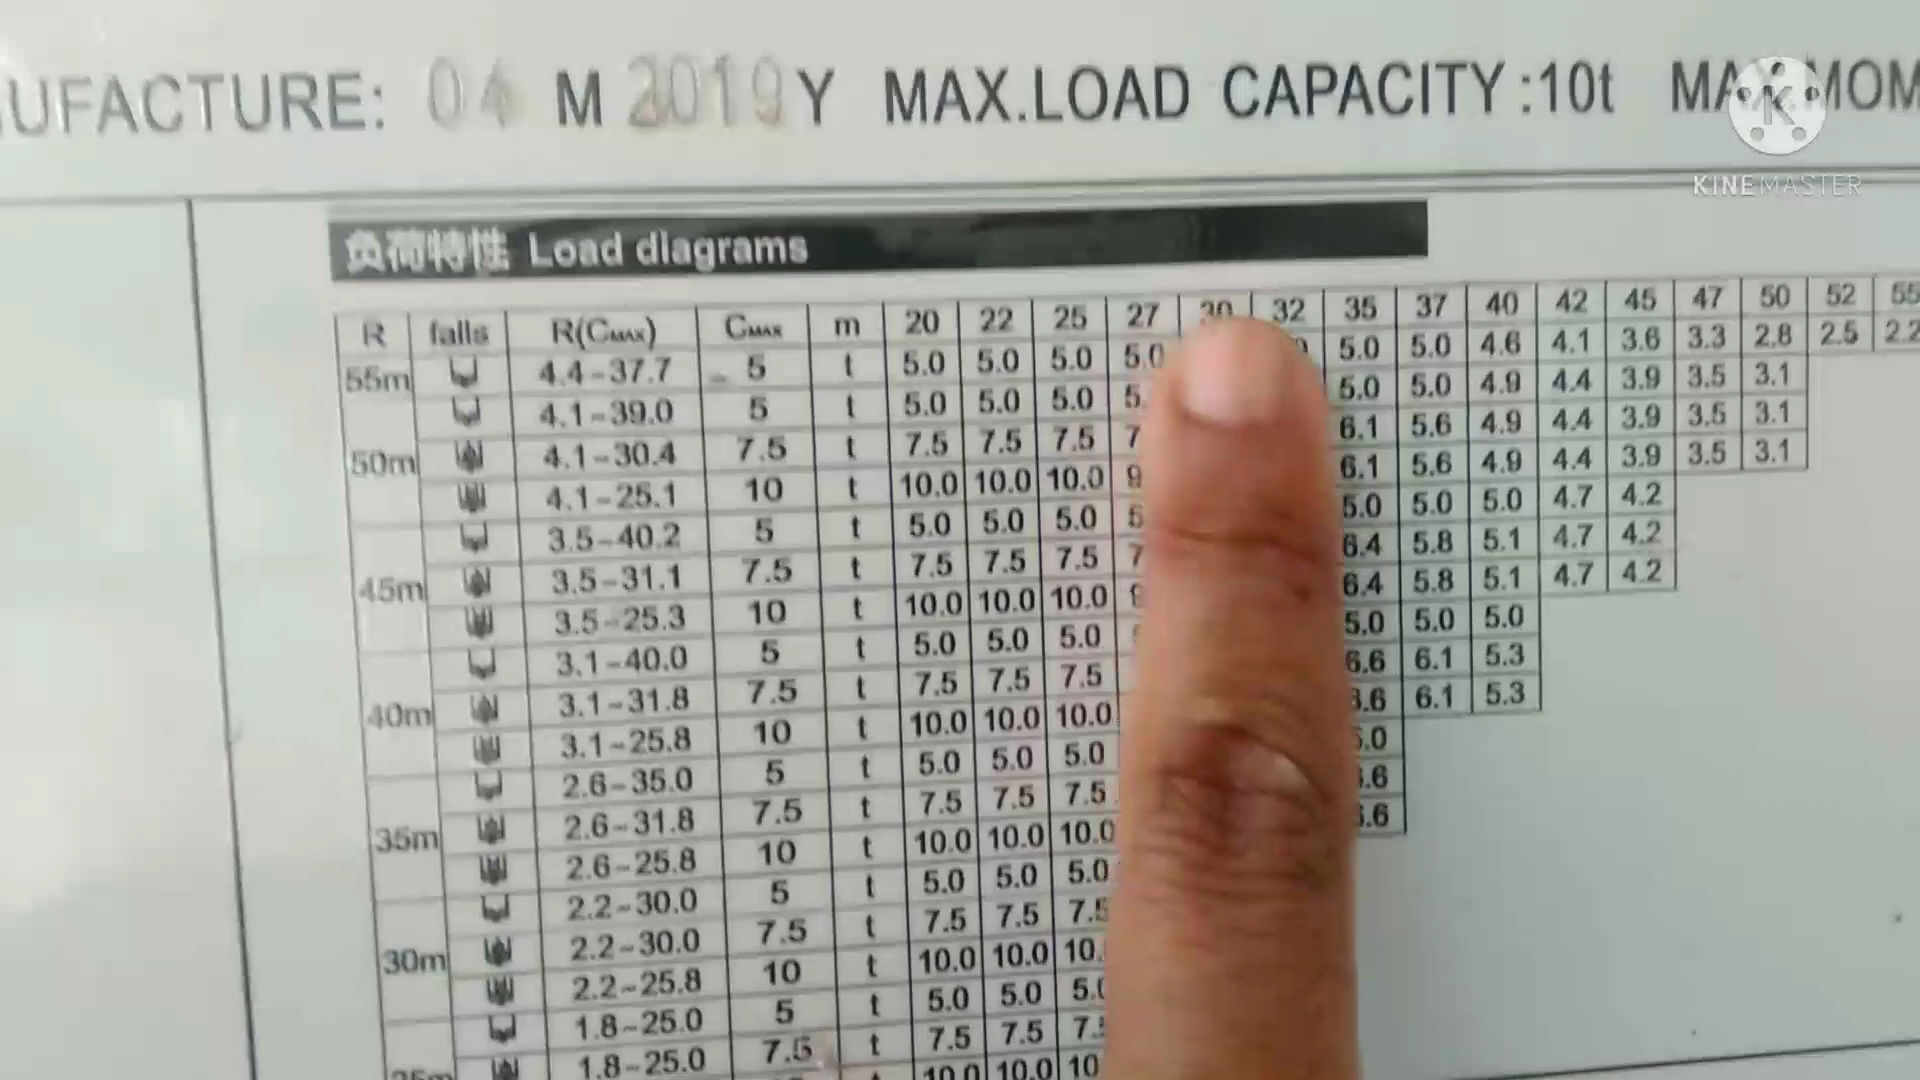 04 M 2019 Y MAX.LOAD CAPACITY :10t
KINEMASTER
负荷特性 Load diagrams
R falls R(CMAX) CMAX m 20 22 25 27 30 32 35 37 40 42 45 47 50 52 55
55m 4.4-37.7 5 t 5.0 5.0 5.0 5.0 5.0 5.0 4.6 4.1 3.6 3.3 2.8 2.5 2.2
4.1-39.0 5 t 5.0 5.0 5.0 5.0 5.0 4.9 4.4 3.9 3.5 3.1
50m 4.1-30.4 7.5 t 7.5 7.5 7.5 6.1 5.6 4.9 4.4 3.9 3.5 3.1
4.1-25.1 10 t 10.0 10.0 10.0 6.1 5.6 4.9 4.4 3.9 3.5 3.1
3.5-40.2 5 t 5.0 5.0 5.0 5.0 5.0 5.0 4.7 4.2
45m 3.5-31.1 7.5 t 7.5 7.5 7.5 6.4 5.8 5.1 4.7 4.2
3.5-25.3 10 t 10.0 10.0 10.0 6.4 5.8 5.1 4.7 4.2
3.1-40.0 5 t 5.0 5.0 5.0 5.0 5.0 5.0
40m 3.1-31.8 7.5 t 7.5 7.5 7.5 6.6 6.1 5.3
3.1-25.8 10 t 10.0 10.0 10.0 6.1 5.3
2.6-35.0 5 t 5.0 5.0 5.0
35m 2.6-31.8 7.5 t 7.5 7.5 7.5
2.6-25.8 10 t 10.0 10.0 10.0
2.2-30.0 5 t 5.0 5.0 5.0
30m 2.2-30.0 7.5 t 7.5 7.5 7.5
2.2-25.8 10 t 10.0 10.0
1.8-25.0 5 t 5.0 5.0
1.8-25.0 7.5 t 7.5 7.5
10.0 10.0